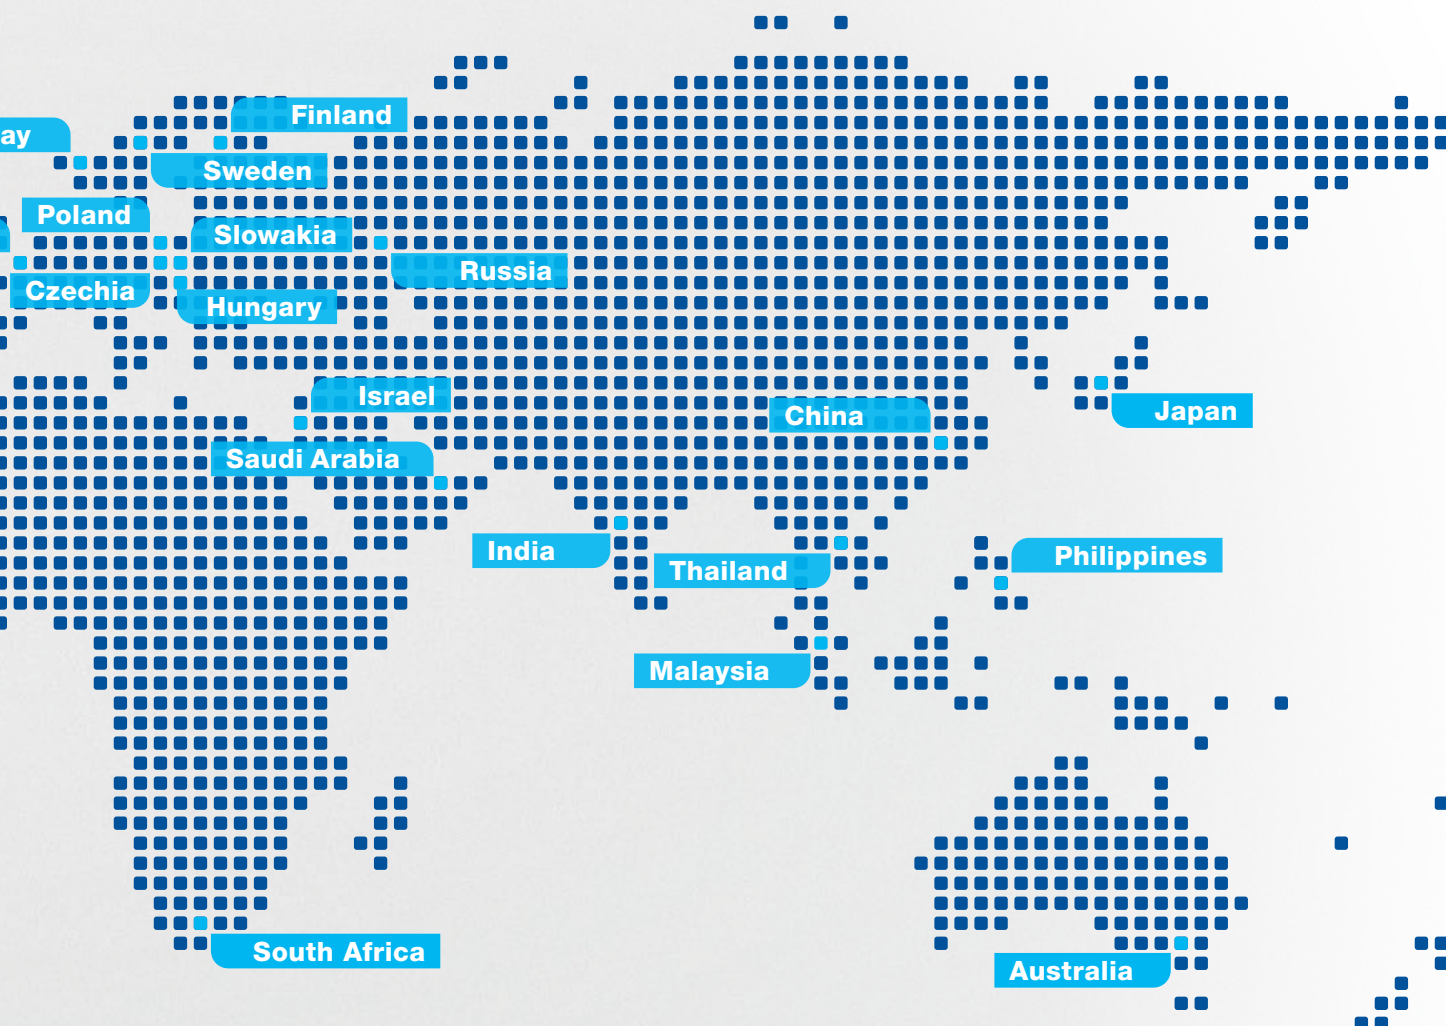 Finland
ay
Sweden
Poland
Slowakia
Russia
Czechia
Hungary
Israel
China
Japan
Saudi Arabia
India
Philippines
Thailand
Malaysia
South Africa
Australia